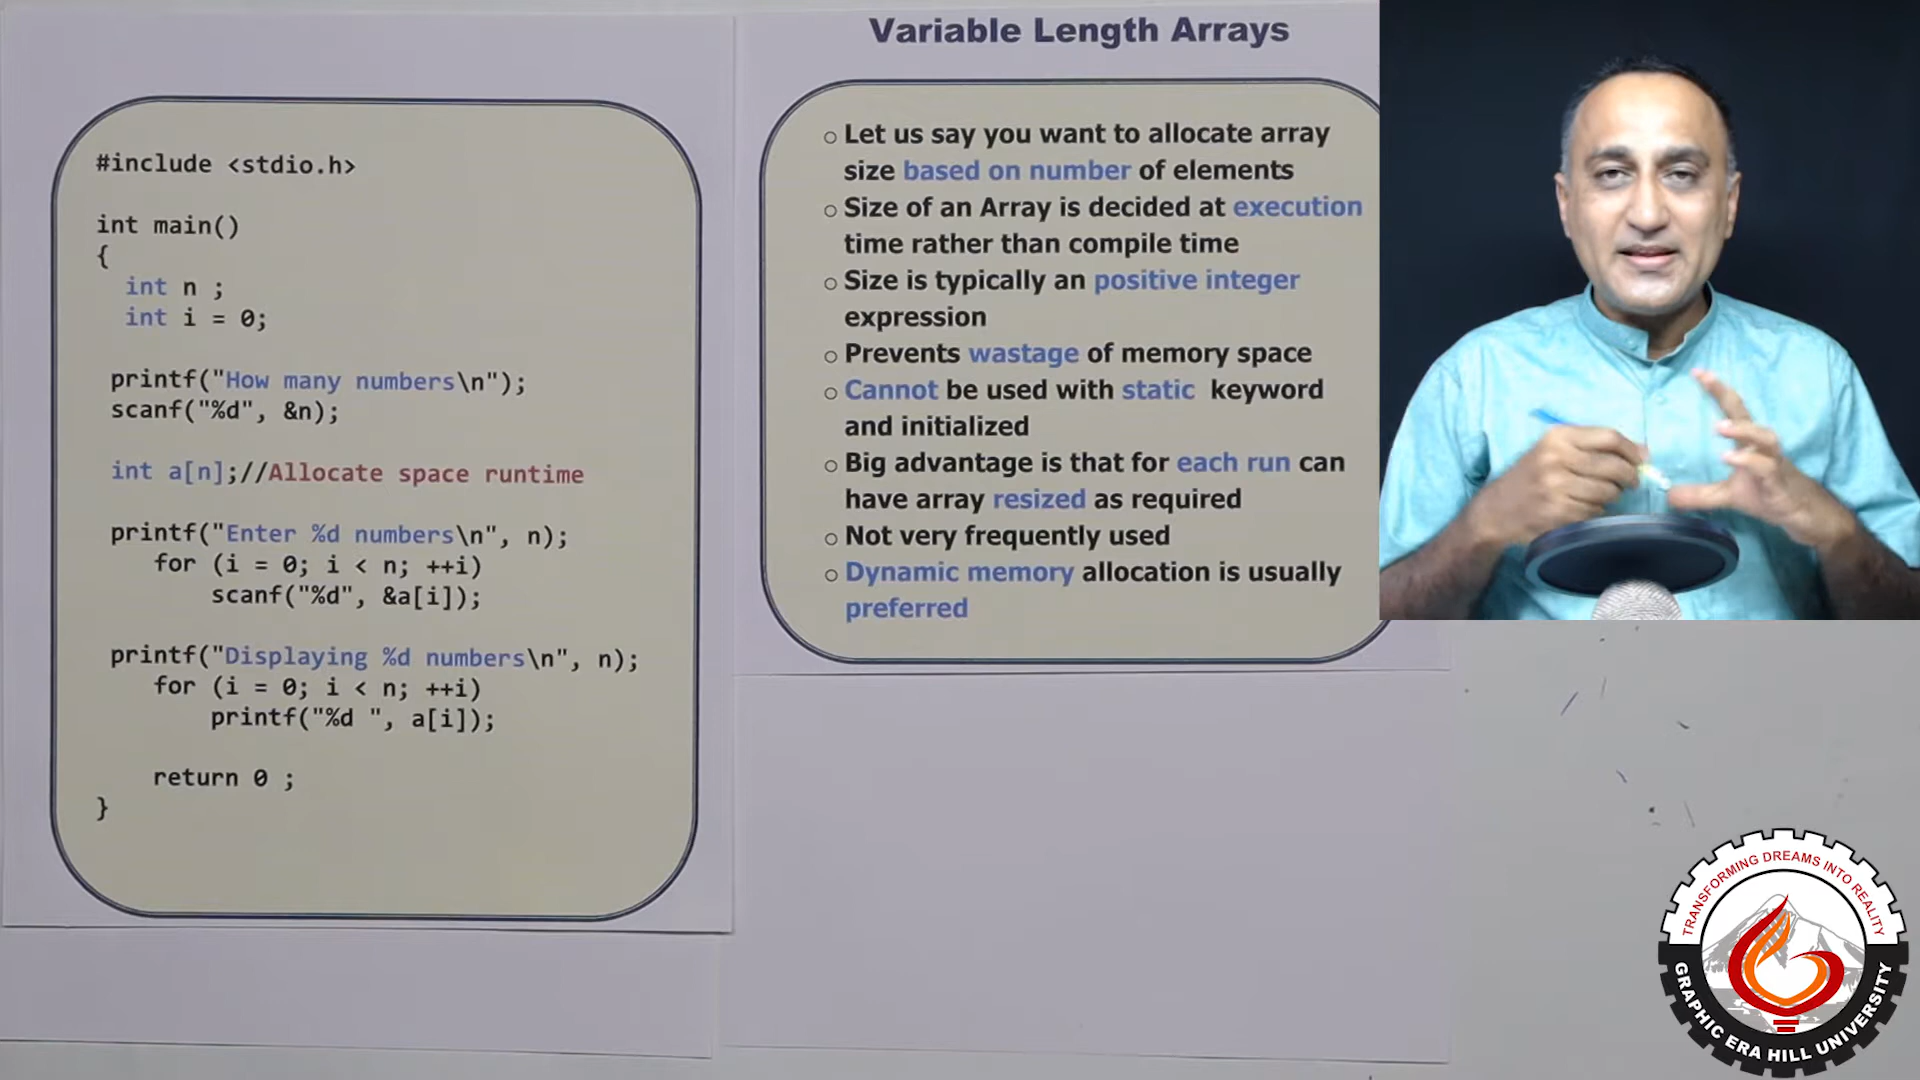 #include <stdio.h>
int main()
{
int n ;
int i = 0;
printf("How many numbers\n");
scanf("%d", &n);
int a[n];//Allocate space runtime
printf("Enter %d numbers\n", n);
for (i = 0; i < n; ++i)
scanf("%d", &a[i]);
printf("Displaying %d numbers\n", n);
for (i = 0; i < n; ++i)
printf("%d ", a[i]);
return 0 ;
}
Variable Length Arrays
○ Let us say you want to allocate array
size based on number of elements
○ Size of an Array is decided at execution
time rather than compile time
○ Size is typically an positive integer
expression
○ Prevents wastage of memory space
○ Cannot be used with static keyword
and initialized
○ Big advantage is that for each run can
have array resized as required
○ Not very frequently used
○ Dynamic memory allocation is usually
preferred
TRANSFORMING DREAMS INTO REALITY
GRAPHIC ERA HILL UNIVERSITY